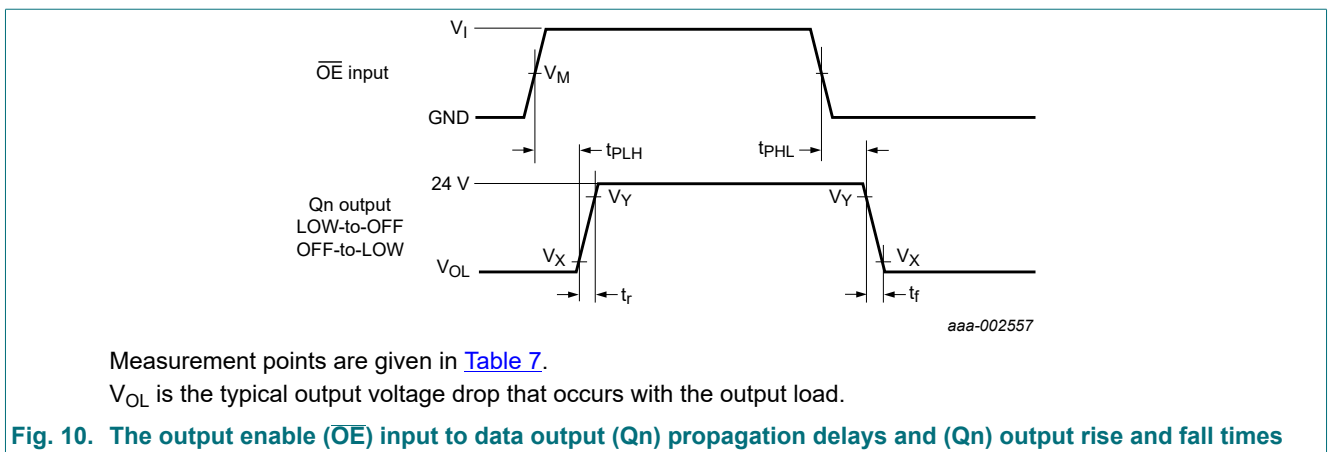 V_I
O̅E̅ input
V_M
GND
t_PLH
t_PHL
24 V
V_Y
V_Y
Qn output
LOW-to-OFF
OFF-to-LOW
V_X
V_X
V_OL
t_r
t_f
aaa-002557
Measurement points are given in Table 7.
V_OL is the typical output voltage drop that occurs with the output load.
Fig. 10. The output enable (O̅E̅) input to data output (Qn) propagation delays and (Qn) output rise and fall times